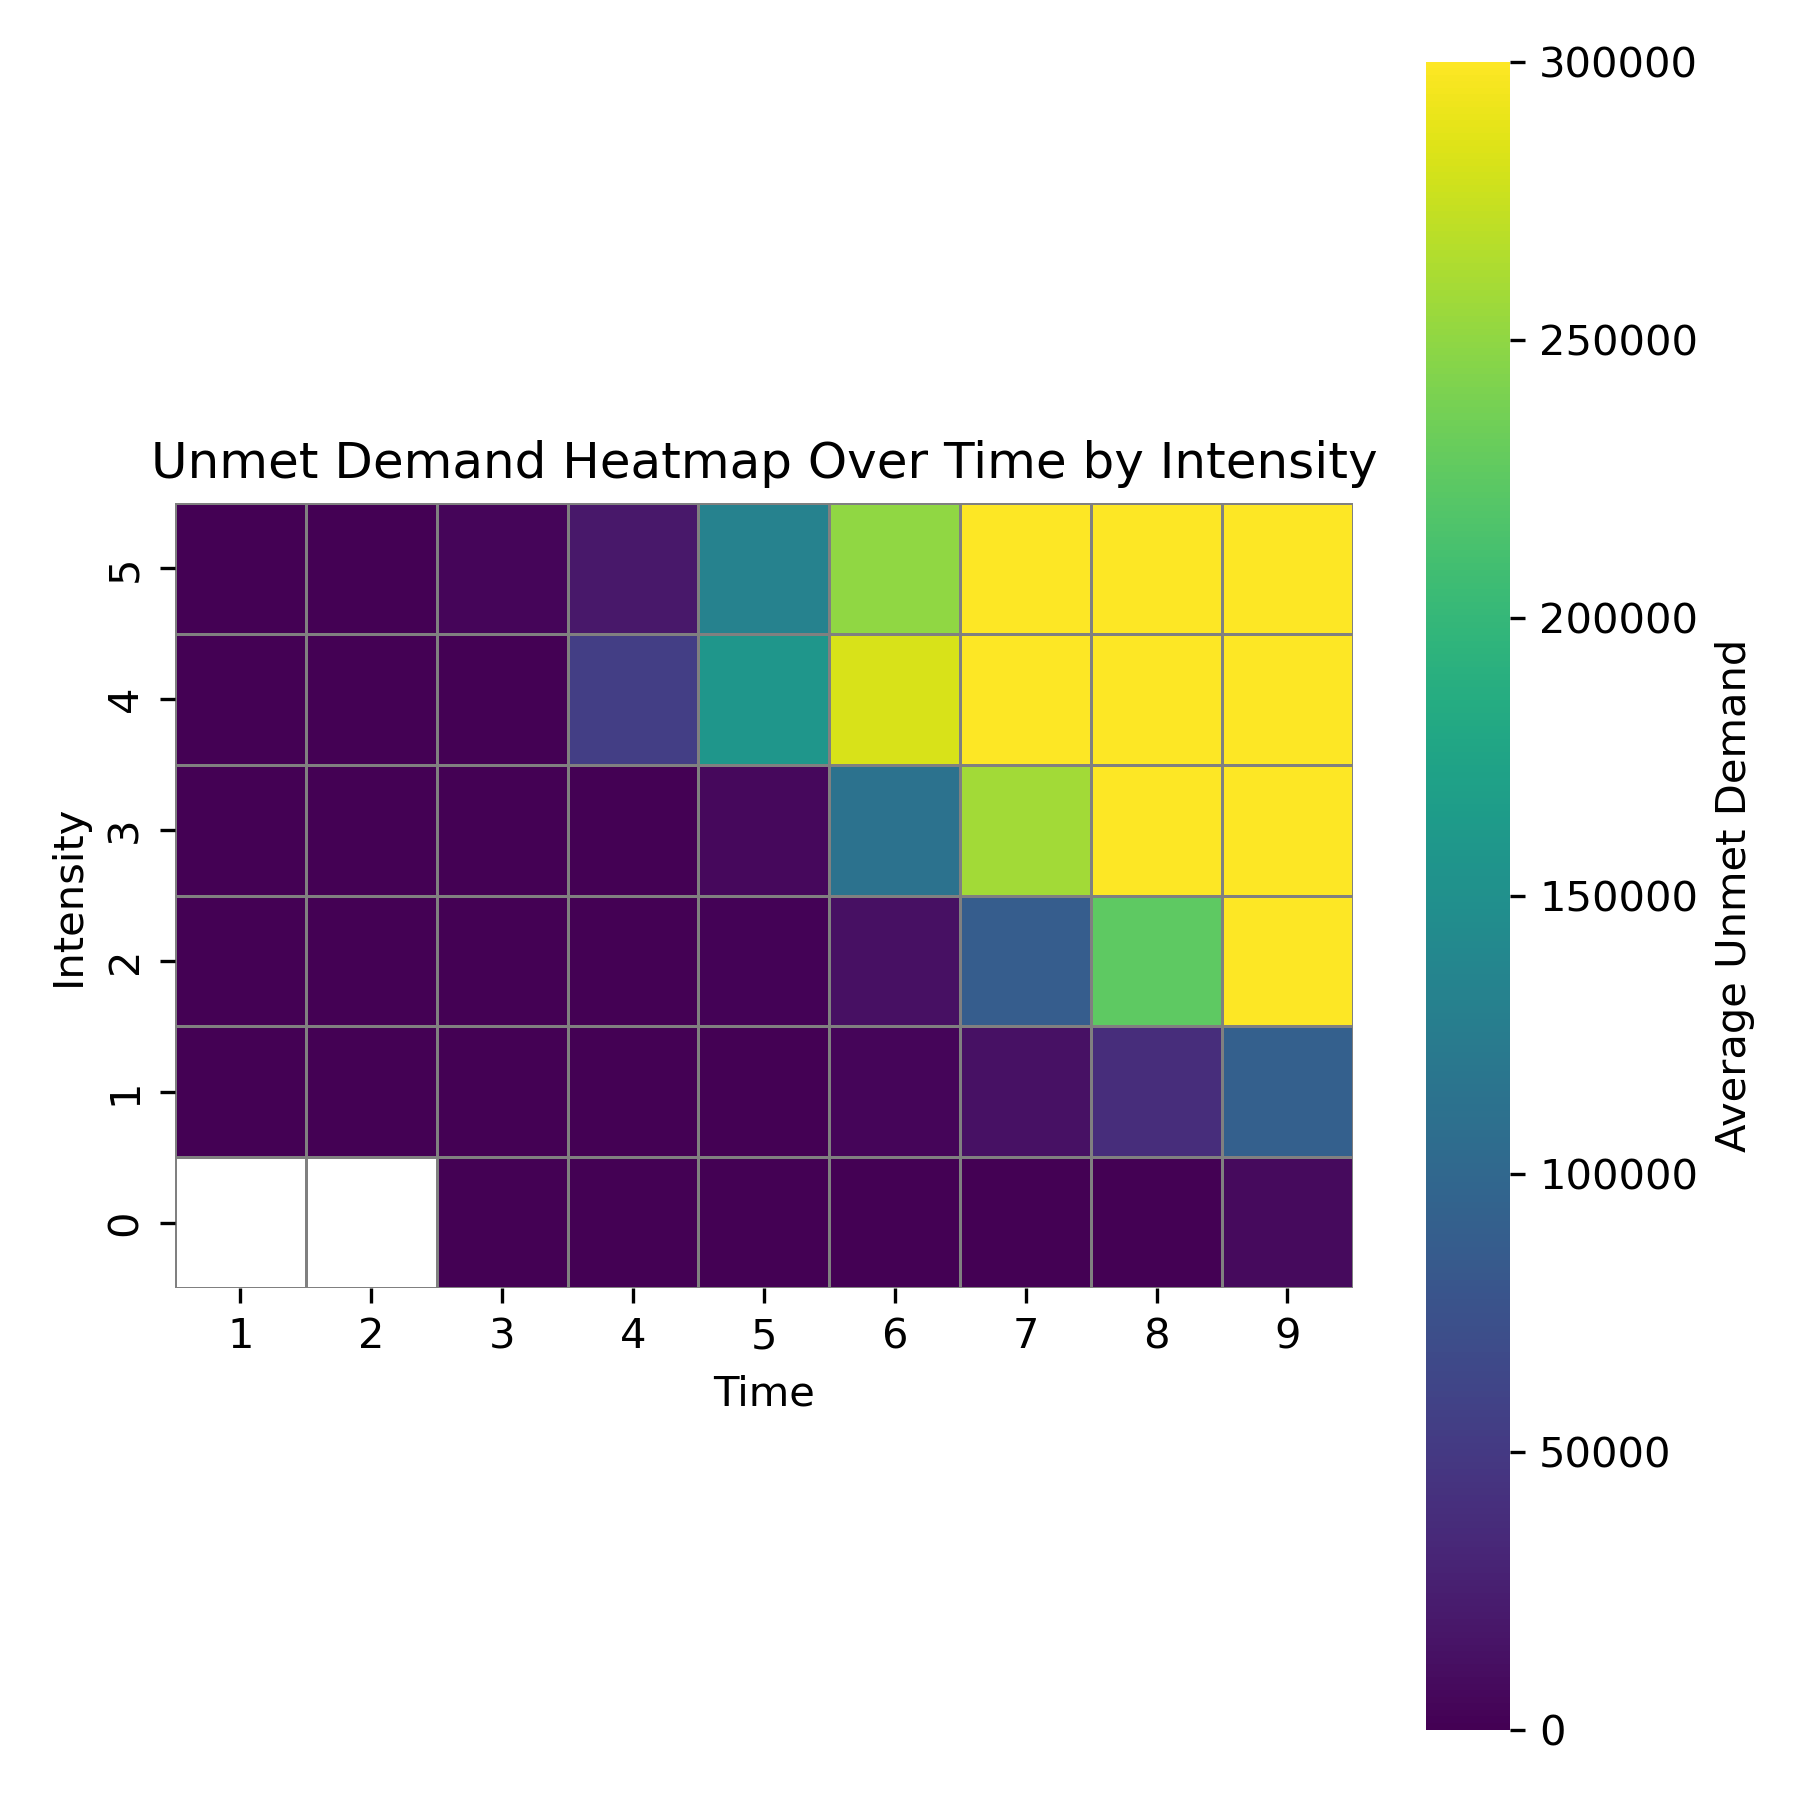 Unmet Demand Heatmap Over Time by Intensity
Intensity
5
4
3
2
1
0
1 2 3 4 5 6 7 8 9
Time
300000
250000
200000
150000
100000
50000
0
Average Unmet Demand